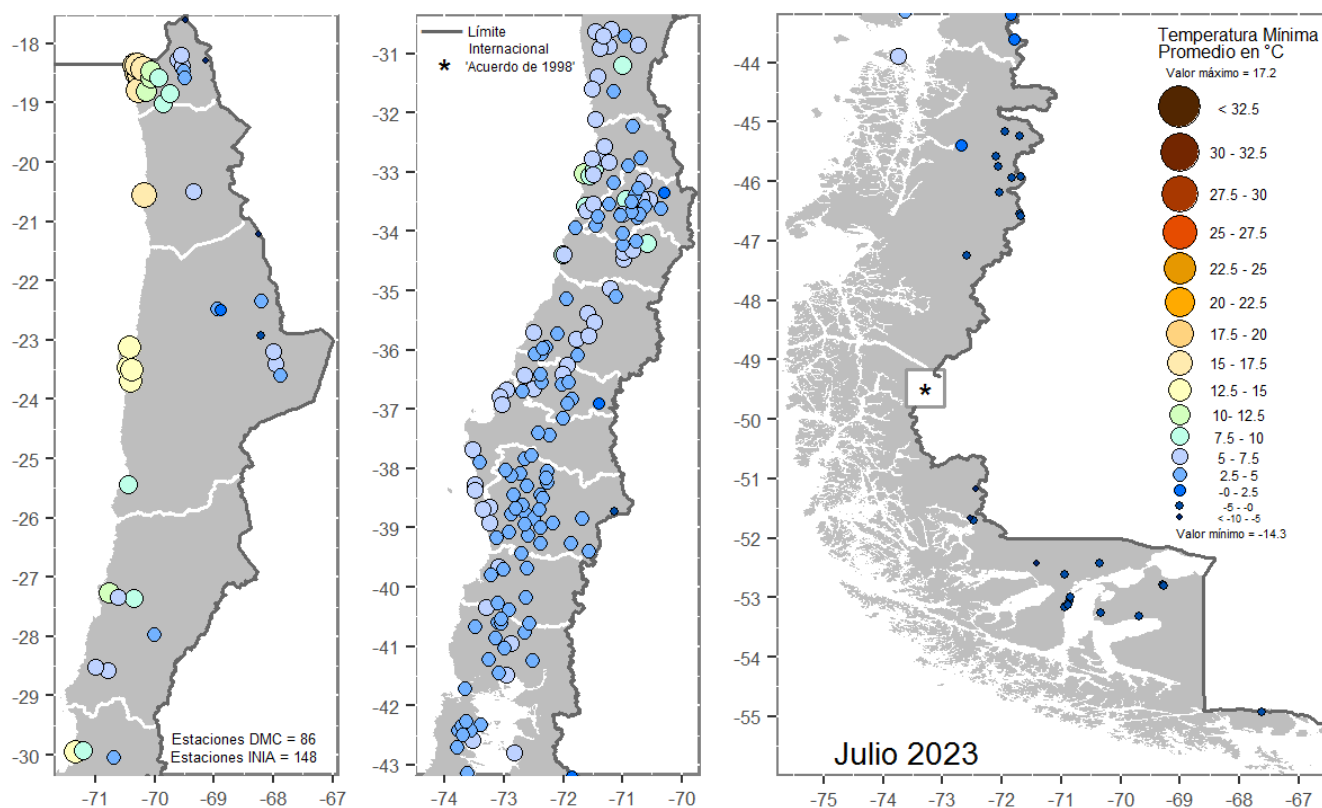 -18
-19
-20
-21
-22
-23
-24
-25
-26
-27
-28
-29
-30
-71
-70
-69
-68
-67
Estaciones DMC = 86
Estaciones INIA = 148
Límite
Internacional
* 'Acuerdo de 1998'
-31
-32
-33
-34
-35
-36
-37
-38
-39
-40
-41
-42
-43
-74
-73
-72
-71
-70
-44
-45
-46
-47
-48
-49
-50
-51
-52
-53
-54
-55
-75
-74
-73
-72
-71
-70
-69
-68
-67
*
Julio 2023
Temperatura Mínima
Promedio en °C
Valor máximo = 17.2
< 32.5
30 - 32.5
27.5 - 30
25 - 27.5
22.5 - 25
20 - 22.5
17.5 - 20
15 - 17.5
12.5 - 15
10- 12.5
7.5 - 10
5 - 7.5
2.5 - 5
-0 - 2.5
-5 - 0
< -10 - -5
Valor mínimo = -14.3